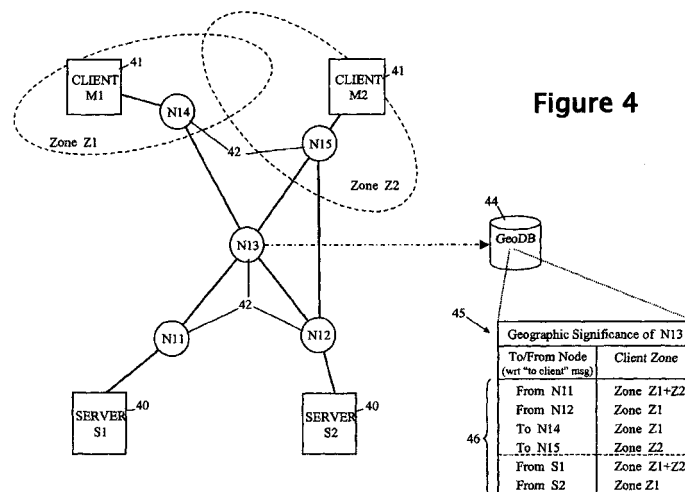 41
CLIENT
M1
N14
Zone Z1
41
CLIENT
M2
Figure 4
42
N15
Zone Z2
44
GeoDB
N13
42
N11
N12
40
SERVER
S1
40
SERVER
S2
45
Geographic Significance of N13
To/From Node
(wrt "to client" msg)
Client Zone
46
From N11 Zone Z1+Z2
From N12 Zone Z1
To N14 Zone Z1
To N15 Zone Z2
From S1 Zone Z1+Z2
From S2 Zone Z1